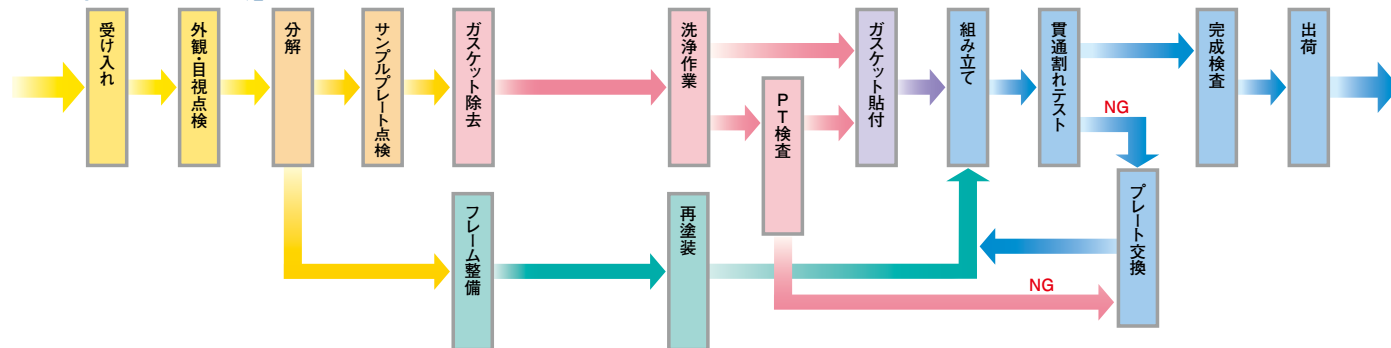 受け入れ
外観・目視点検
分解
サンプルプレート点検
ガスケット除去
洗浄作業
PT検査
ガスケット貼付
組み立て
貫通割れテスト
NG
完成検査
出荷
フレーム整備
再塗装
プレート交換
NG